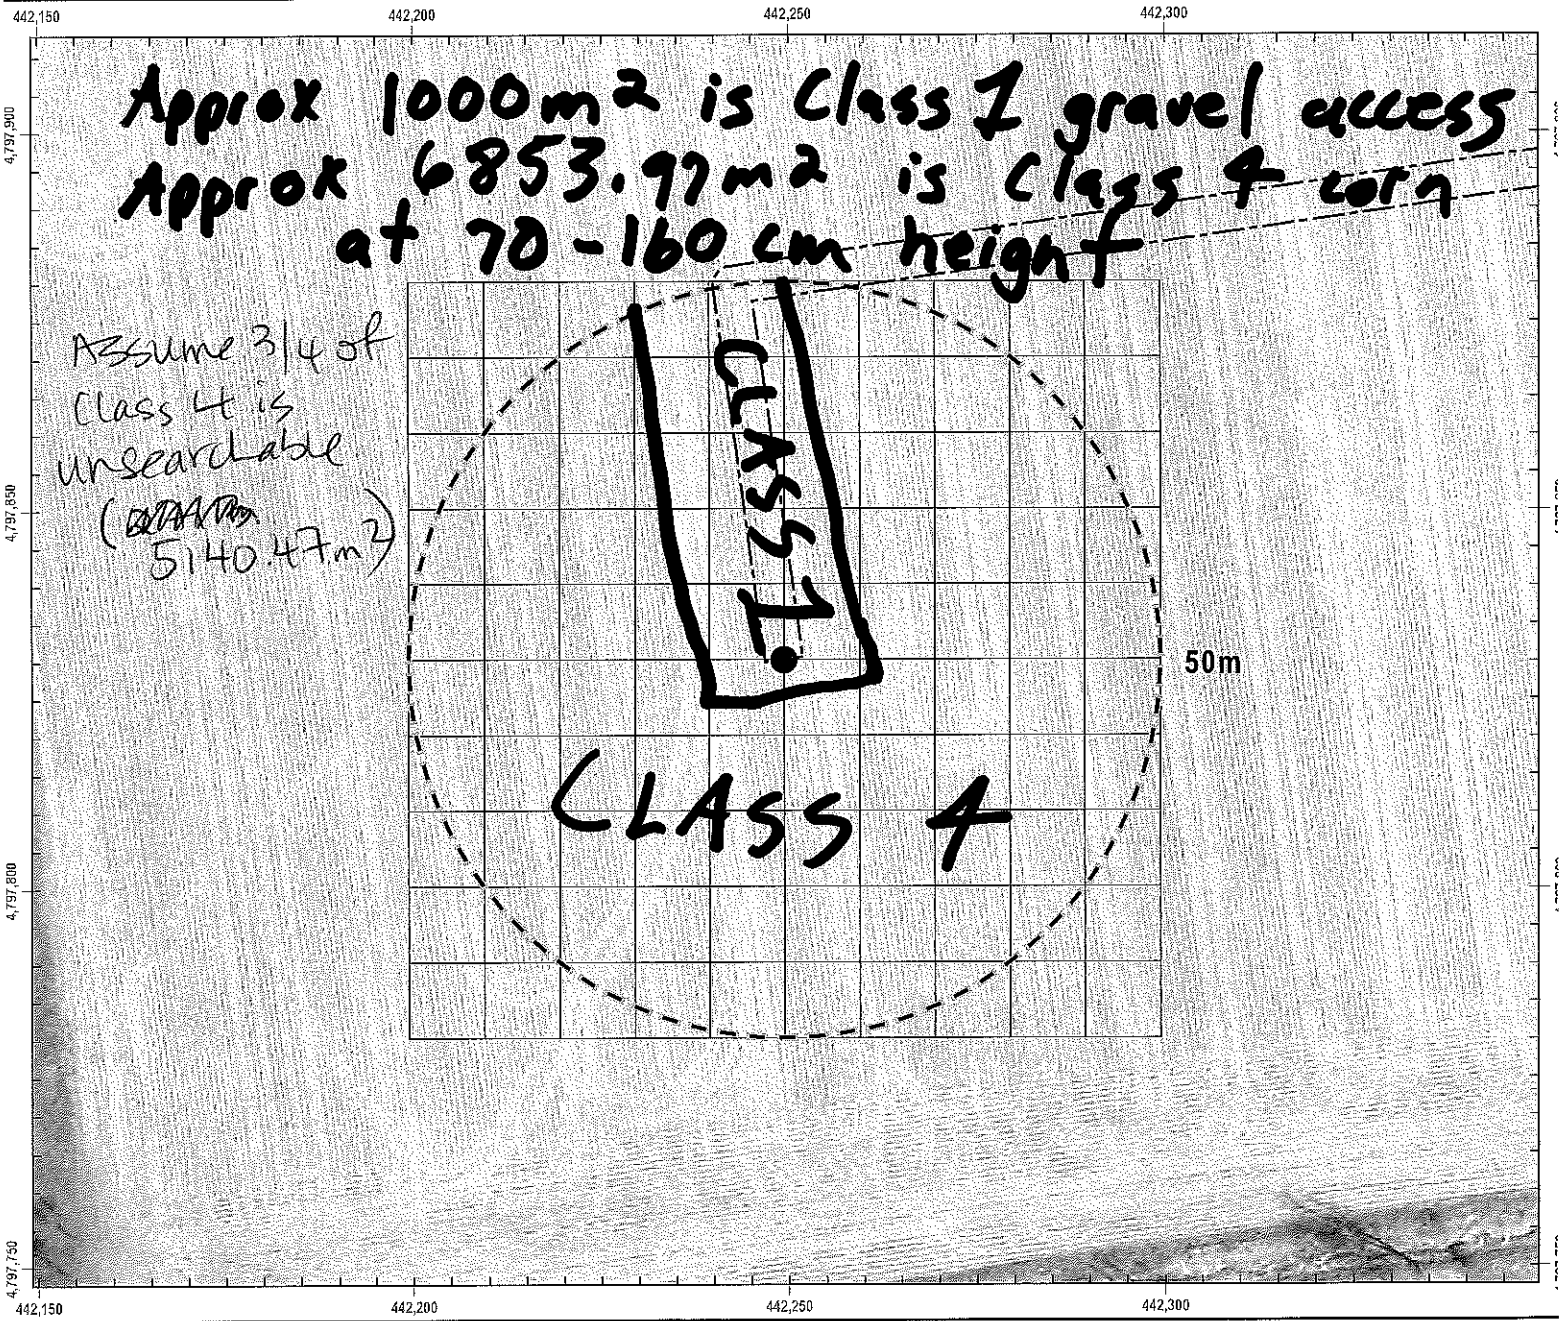 442,150 442,200 442,250 442,300
Approx 1000m² is Class 1 gravel access
Approx 6853.97m² is Class 4 corn
at 70-160 cm height
4,797,900
Assume 3/4 of
Class 4 is
unsearchable
(
5140.47m²)
4,797,850
CLASS 1
50m
CLASS 4
4,797,800
4,797,750
442,150 442,200 442,250 442,300